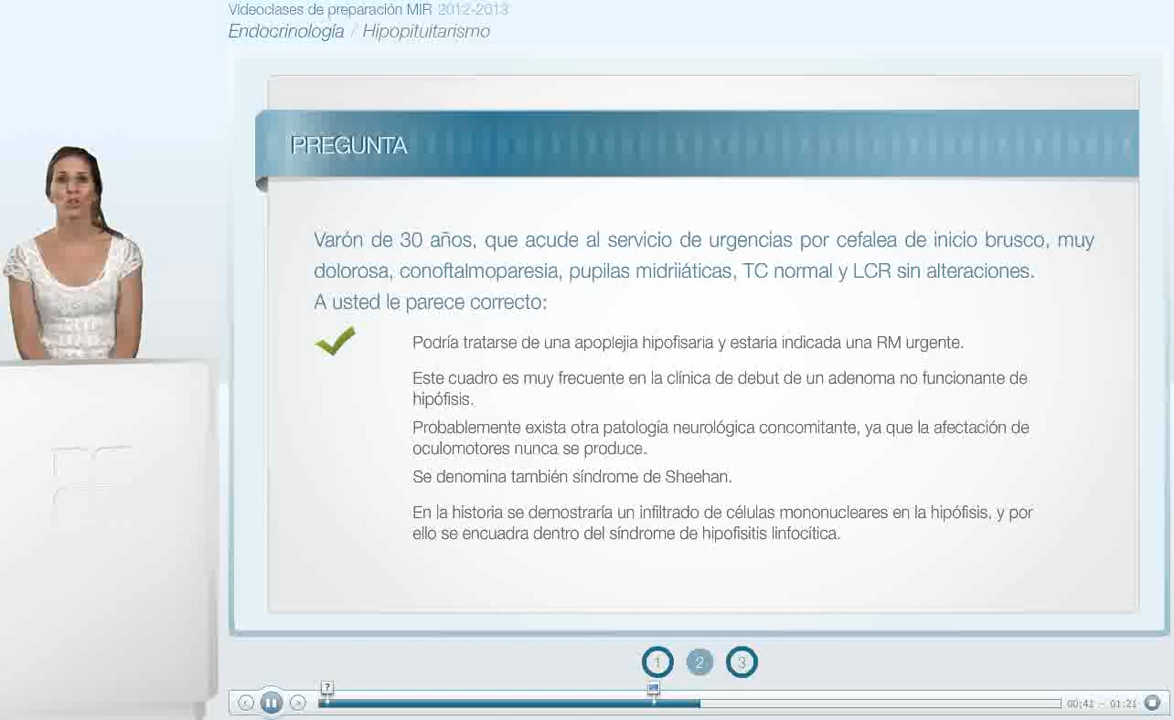 Videoclases de preparación MIR 2012-2013
Endocrinología / Hipopituitarismo
PREGUNTA
Varón de 30 años, que acude al servicio de urgencias por cefalea de inicio brusco, muy
dolorosa, conoftalmoparesia, pupilas midriiáticas, TC normal y LCR sin alteraciones.
A usted le parece correcto:
Podría tratarse de una apoplejia hipofisaria y estaría indicada una RM urgente.
Este cuadro es muy frecuente en la clínica de debut de un adenoma no funcionante de
hipófisis.
Probablemente exista otra patología neurológica concomitante, ya que la afectación de
oculomotores nunca se produce.
Se denomina también síndrome de Sheehan.
En la historia se demostraría un infiltrado de células mononucleares en la hipófisis, y por
ello se encuadra dentro del síndrome de hipofisitis linfocítica.
1 2 3
?
00:41 - 01:21